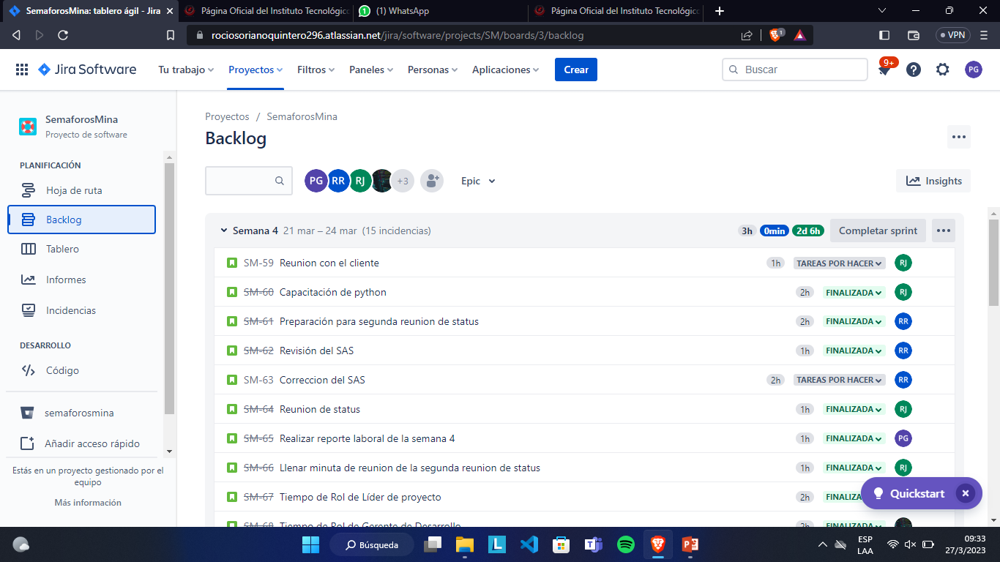 SemaforosMina: tablero ágil - Jira
Página Oficial del Instituto Tecnológico
(1) WhatsApp
Página Oficial del Instituto Tecnológico
rociosorianoquintero296.atlassian.net/jira/software/projects/SM/boards/3/backlog
1
VPN
Jira Software
Tu trabajo
Proyectos
Filtros
Paneles
Personas
Aplicaciones
Crear
Buscar
9+
PG
SemaforosMina
Proyecto de software
PLANIFICACIÓN
Hoja de ruta
Backlog
Tablero
Informes
Incidencias
DESARROLLO
Código
semaforosmina
Añadir acceso rápido
Estás en un proyecto gestionado por el
equipo
Más información
Proyectos / SemaforosMina
Backlog
PG RR RJ +3
Epic
Insights
Semana 4 21 mar – 24 mar (15 incidencias) 3h 0min 2d 6h Completar sprint
SM-59 Reunion con el cliente 1h TAREAS POR HACER RJ
SM-60 Capacitación de python 2h FINALIZADA RJ
SM-61 Preparación para segunda reunion de status 2h FINALIZADA RR
SM-62 Revisión del SAS 1h FINALIZADA RR
SM-63 Correccion del SAS 2h TAREAS POR HACER RR
SM-64 Reunion de status 1h FINALIZADA RJ
SM-65 Realizar reporte laboral de la semana 4 1h FINALIZADA PG
SM-66 Llenar minuta de reunion de la segunda reunion de status 1h FINALIZADA RJ
SM-67 Tiempo de Rol de Líder de proyecto 2h FINALIZADA
SM-68 Tiempo de Rol de Gerente de Desarrollo 2h FINALIZADA
Quickstart
Búsqueda
ESP
LAA
09:33
27/3/2023